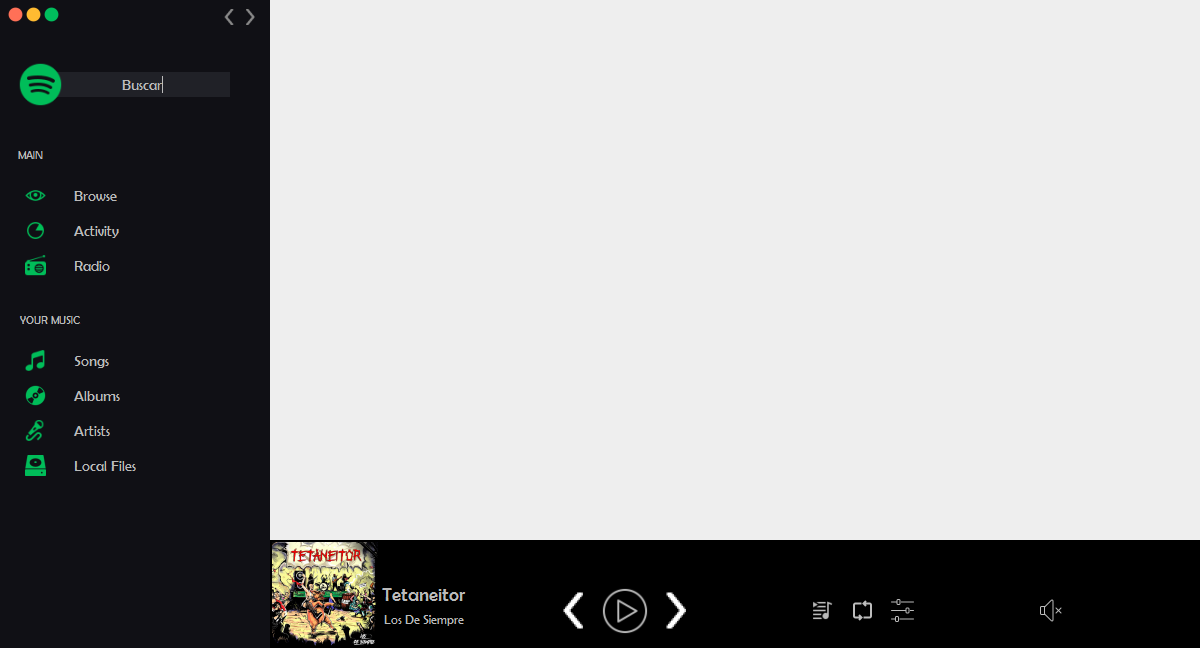 Buscar
MAIN
Browse
Activity
Radio
YOUR MUSIC
Songs
Albums
Artists
Local Files
TETANEITOR
Tetaneitor
Los De Siempre